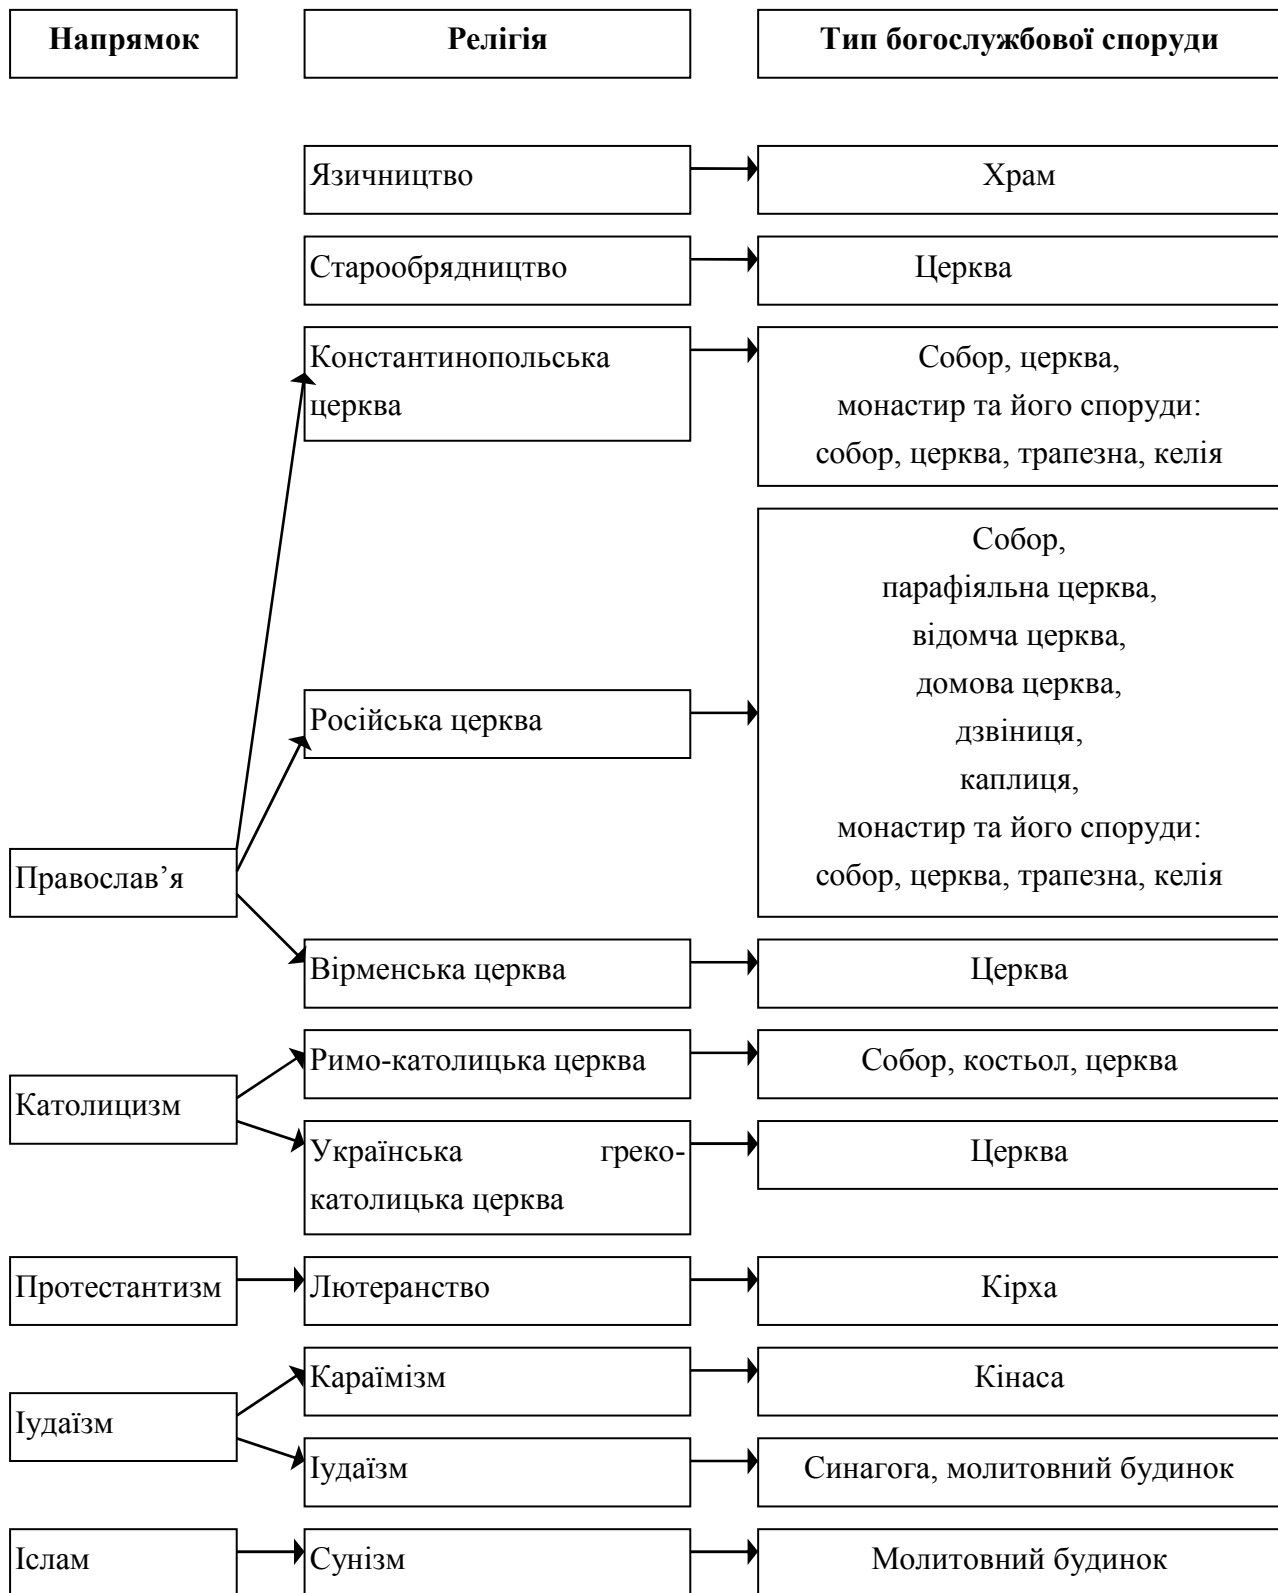 Напрямок
Релігія
Тип богослужбової споруди
Язичництво
Храм
Старообрядництво
Церква
Константинопольська
церква
Собор, церква,
монастир та його споруди:
собор, церква, трапезна, келія
Російська церква
Собор,
парафіяльна церква,
відомча церква,
домова церква,
дзвіниця,
каплиця,
монастир та його споруди:
собор, церква, трапезна, келія
Православ’я
Вірменська церква
Церква
Католицизм
Римо-католицька церква
Собор, костьол, церква
Українська греко-
католицька церква
Церква
Протестантизм
Лютеранство
Кірха
Іудаїзм
Караїмізм
Кінаса
Іудаїзм
Синагога, молитовний будинок
Іслам
Сунізм
Молитовний будинок